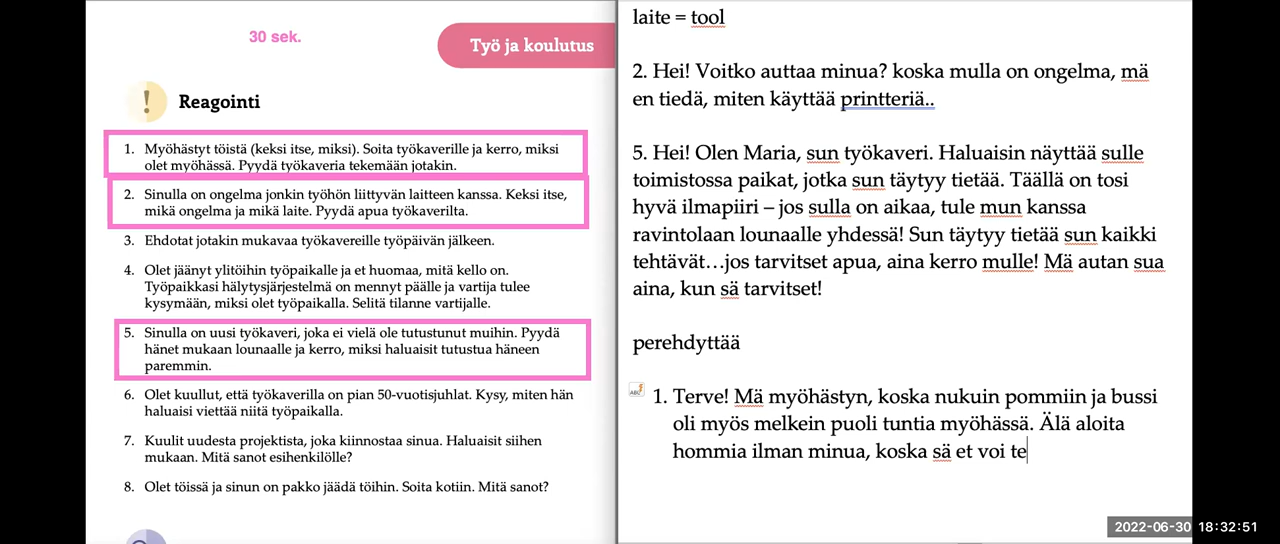 30 sek.
Työ ja koulutus
Reagointi
1. Myöhästyt töistä (keksi itse, miksi). Soita työkaverille ja kerro, miksi
olet myöhässä. Pyydä työkaveria tekemään jotakin.
2. Sinulla on ongelma jonkin työhön liittyvän laitteen kanssa. Keksi itse,
mikä ongelma ja mikä laite. Pyydä apua työkaverilta.
3. Ehdotat jotakin mukavaa työkavereille työpäivän jälkeen.
4. Olet jäänyt ylitöihin työpaikalle ja et huomaa, mitä kello on.
Työpaikkasi hälytysjärjestelmä on mennyt päälle ja vartija tulee
kysymään, miksi olet työpaikalla. Selitä tilanne vartijalle.
5. Sinulla on uusi työkaveri, joka ei vielä ole tutustunut muihin. Pyydä
hänet mukaan lounaalle ja kerro, miksi haluaisit tutustua häneen
paremmin.
6. Olet kuullut, että työkaverilla on pian 50-vuotisjuhlat. Kysy, miten hän
haluaisi viettää niitä työpaikalla.
7. Kuulit uudesta projektista, joka kiinnostaa sinua. Haluaisit siihen
mukaan. Mitä sanot esihenkilölle?
8. Olet töissä ja sinun on pakko jäädä töihin. Soita kotiin. Mitä sanot?
laite = tool
2. Hei! Voitko auttaa minua? koska mulla on ongelma, mä
en tiedä, miten käyttää printteriä..
5. Hei! Olen Maria, sun työkaveri. Haluaisin näyttää sulle
toimistossa paikat, jotka sun täytyy tietää. Täällä on tosi
hyvä ilmapiiri – jos sulla on aikaa, tule mun kanssa
ravintolaan lounaalle yhdessä! Sun täytyy tietää sun kaikki
tehtävät…jos tarvitset apua, aina kerro mulle! Mä autan sua
aina, kun sä tarvitset!
perehdyttää
1. Terve! Mä myöhästyn, koska nukuin pommiin ja bussi
oli myös melkein puoli tuntia myöhässä. Älä aloita
hommia ilman minua, koska sä et voi te
2022-06-30 18:32:51